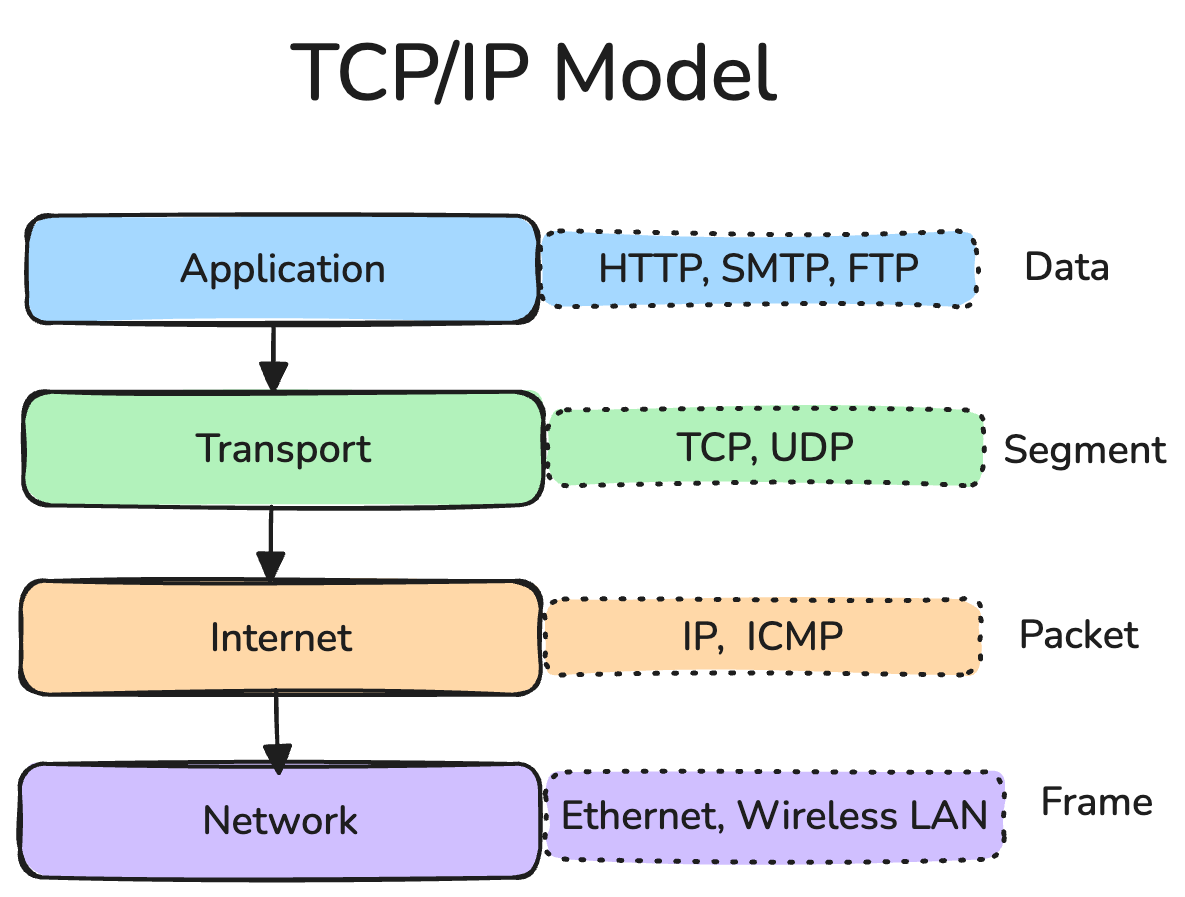 TCP/IP Model
Application
HTTP, SMTP, FTP
Data
Transport
TCP, UDP
Segment
Internet
IP, ICMP
Packet
Network
Ethernet, Wireless LAN
Frame